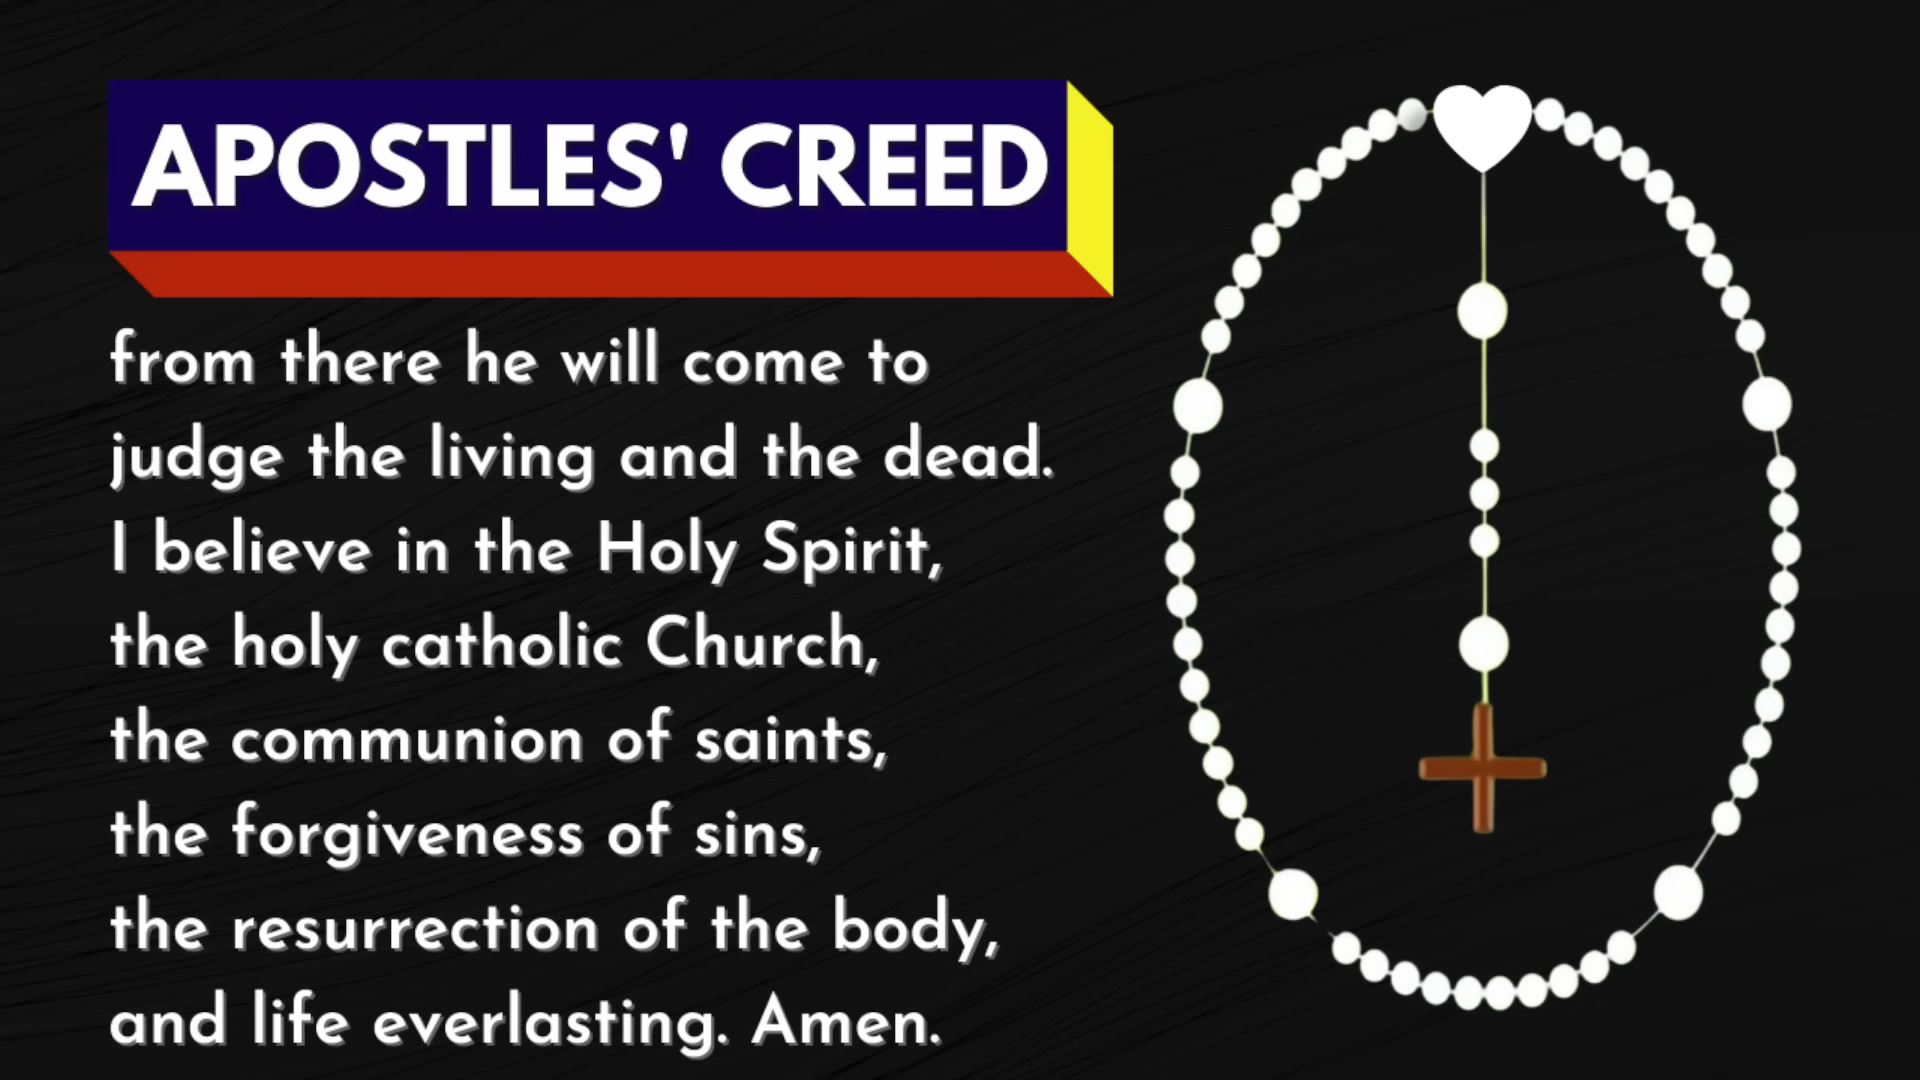 APOSTLES' CREED
from there he will come to
judge the living and the dead.
I believe in the Holy Spirit,
the holy catholic Church,
the communion of saints,
the forgiveness of sins,
the resurrection of the body,
and life everlasting. Amen.